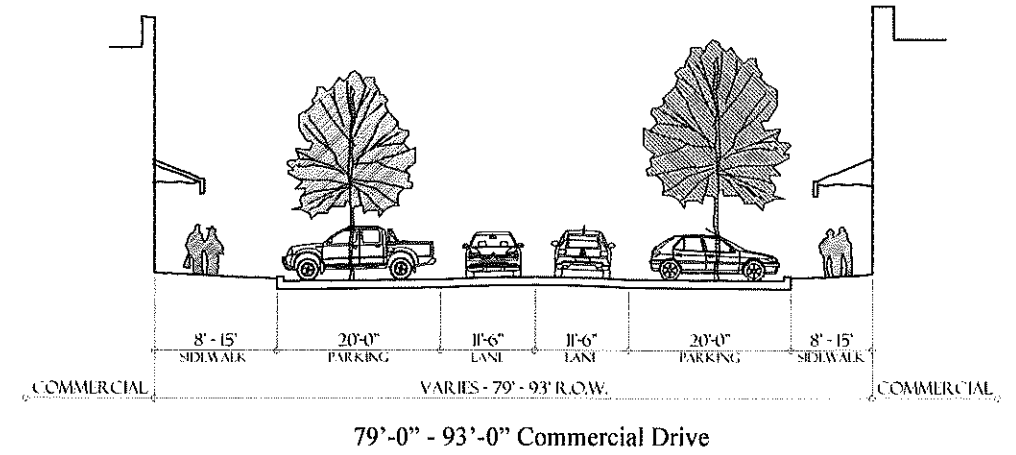 8' - 15' 20'-0" 11'-6" 11'-6" 20'-0" 8' - 15'
SIDEWALK PARKING LANE LANE PARKING SIDEWALK
COMMERCIAL VARIES - 79' - 93' R.O.W. COMMERCIAL
79'-0” - 93’-0” Commercial Drive